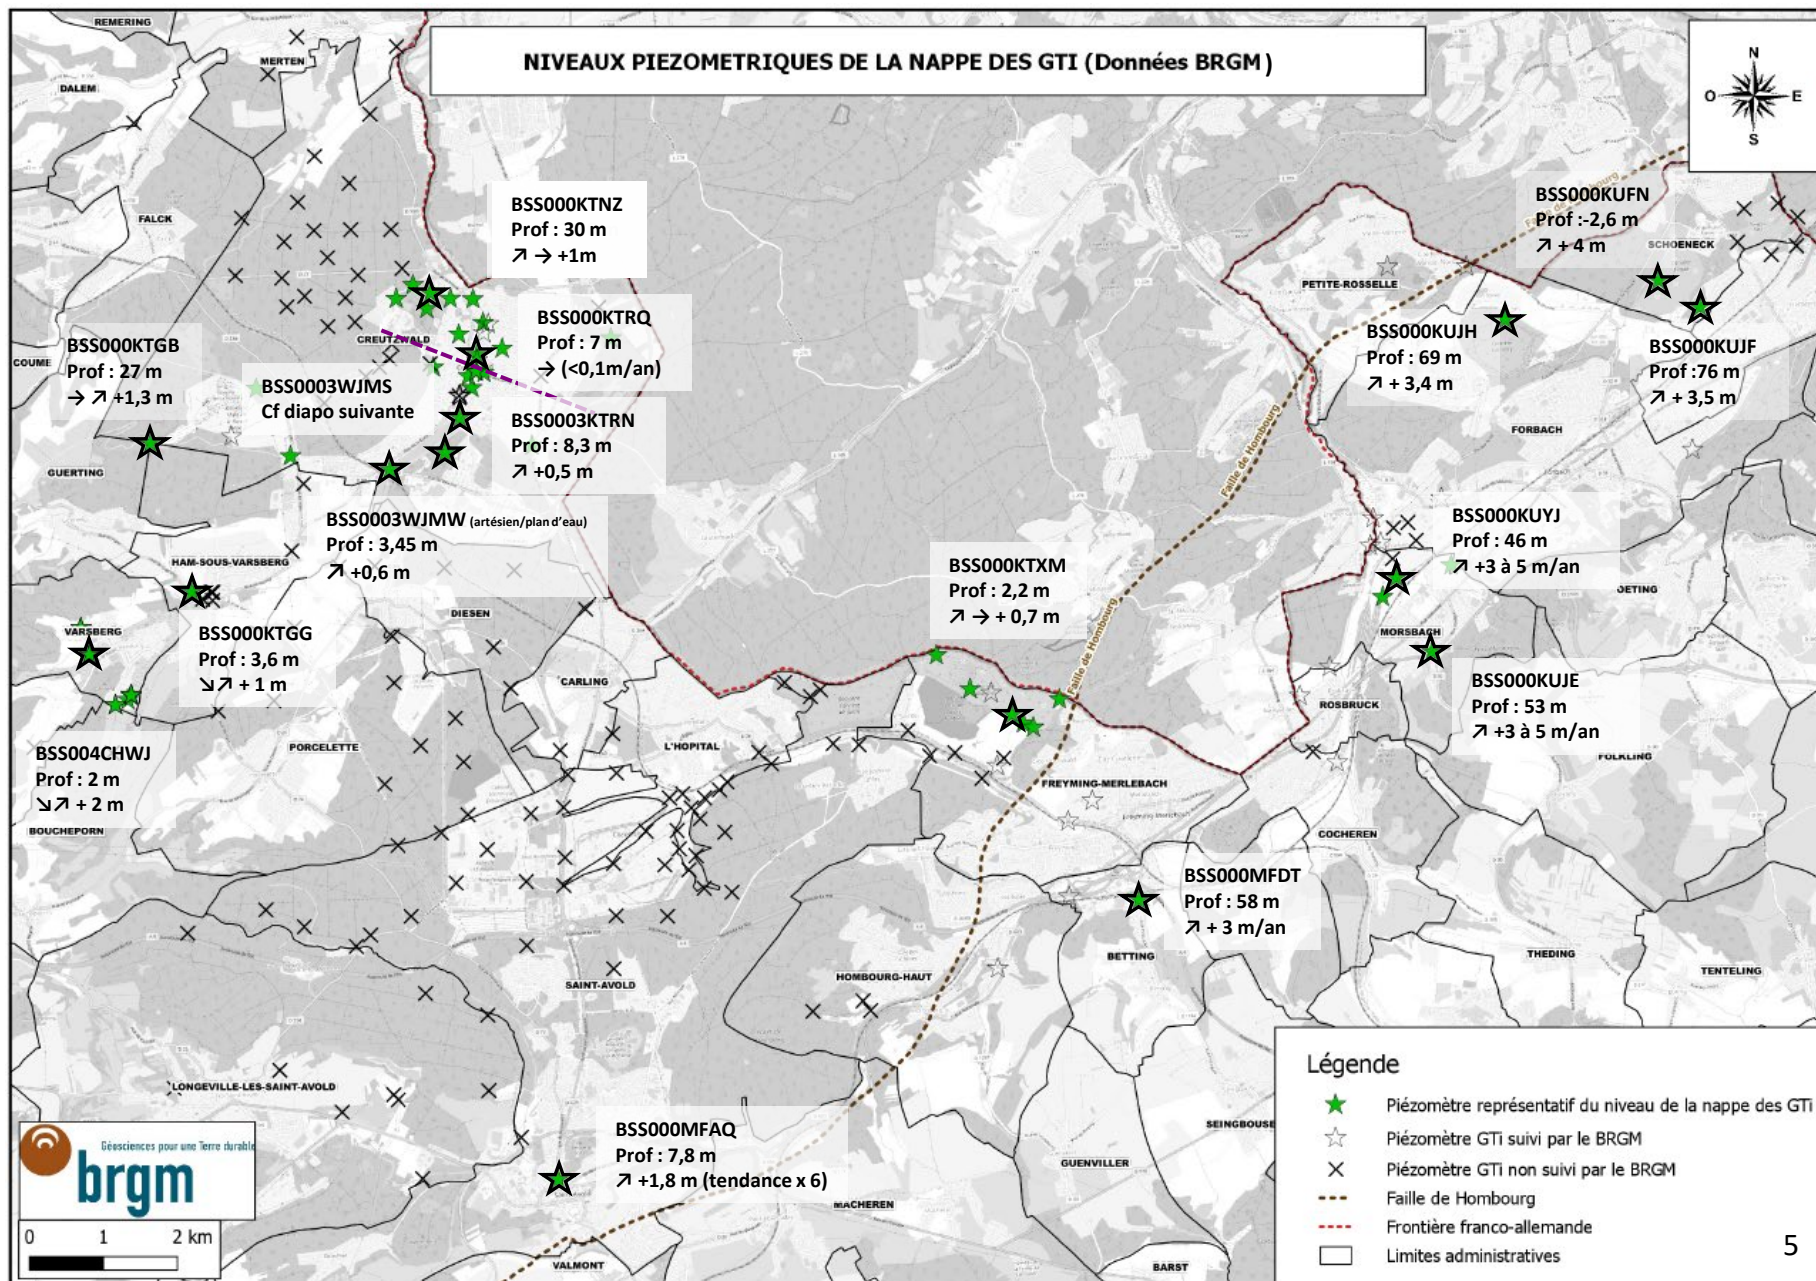 NIVEAUX PIEZOMETRIQUES DE LA NAPPE DES GTI (Données BRGM)
N
O
E
S
REMERING
MERTEN
DALEM
FALCK
BSS000KTNZ
Prof : 30 m
↗ → +1m
BSS000KUFN
Prof :-2,6 m
↗ + 4 m
SCHOENECK
PETITE-ROSSELLE
BSS000KTRQ
Prof : 7 m
→ (<0,1m/an)
CREUTZWALD
COUME
BSS000KTGB
Prof : 27 m
→ ↗ +1,3 m
BSS0003WJMS
Cf diapo suivante
BSS000KUJH
Prof : 69 m
↗ + 3,4 m
BSS000KUJF
Prof :76 m
↗ + 3,5 m
BSS0003KTRN
Prof : 8,3 m
↗ +0,5 m
FORBACH
GUERTING
Faille de Hombourg
Faille de Hombourg
Faille de Hombourg
BSS0003WJMW (artésien/plan d'eau)
Prof : 3,45 m
↗ +0,6 m
BSS000KUYJ
Prof : 46 m
↗ +3 à 5 m/an
HAM-SOUS-VARSBERG
BSS000KTXM
Prof : 2,2 m
↗ → + 0,7 m
OETING
DIESEN
VARSBERG
BSS000KTGG
Prof : 3,6 m
↘↗ + 1 m
MORSBACH
CARLING
BSS000KUJE
Prof : 53 m
↗ +3 à 5 m/an
ROSBRUCK
PORCELETTE
L'HOPITAL
BSS004CHWJ
Prof : 2 m
↘↗ + 2 m
FREYMING-MERLEBACH
FOLKLING
BOUCHEPORN
COCHEREN
BSS000MFDT
Prof : 58 m
↗ + 3 m/an
BETTING
THEDING
TENTELING
HOMBOURG-HAUT
SAINT-AVOLD
LONGEVILLE-LES-SAINT-AVOLD
BSS000MFAQ
Prof : 7,8 m
↗ +1,8 m (tendance x 6)
SEINGBOUSE
GUENVILLER
MACHEREN
VALMONT
BARST
Géosciences pour une Terre durable
brgm
0 1 2 km
Légende
Piézomètre représentatif du niveau de la nappe des GTi
Piézomètre GTi suivi par le BRGM
Piézomètre GTi non suivi par le BRGM
Faille de Hombourg
Frontière franco-allemande
Limites administratives
5